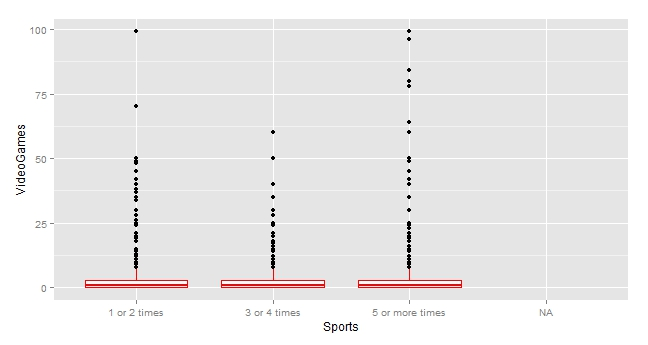 100
75
50
25
0
VideoGames
1 or 2 times
3 or 4 times
5 or more times
NA
Sports